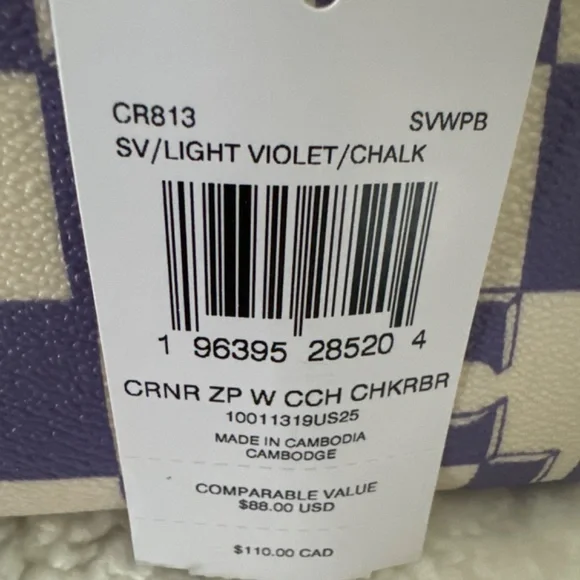 CR813 SVWPB
SV/LIGHT VIOLET/CHALK
1 96395 28520 4
CRNR ZP W CCH CHKRBR
10011319US25
MADE IN CAMBODIA
CAMBODGE
COMPARABLE VALUE
$88.00 USD
$110.00 CAD